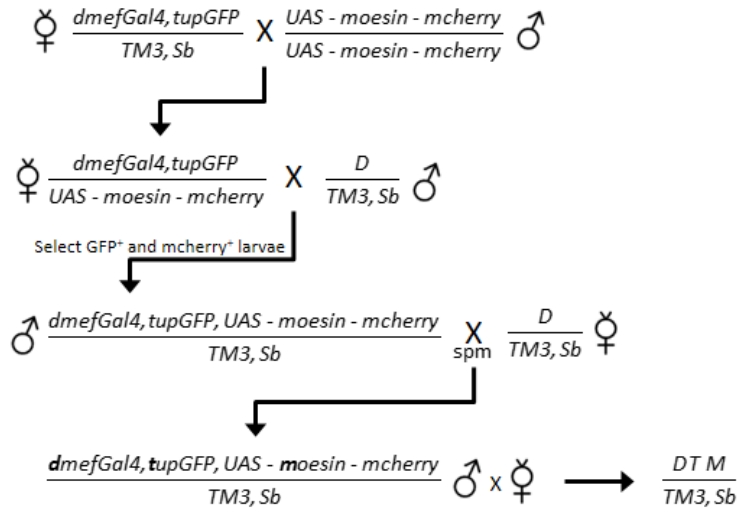 dmefGal4,tupGFP X UAS - moesin - mcherry
TM3, Sb UAS - moesin - mcherry
dmefGal4,tupGFP X D
UAS - moesin - mcherry TM3, Sb
Select GFP⁺ and mcherry⁺ larvae
dmefGal4, tupGFP, UAS - moesin - mcherry X D
TM3, Sb spm TM3, Sb
dmefGal4, tupGFP, UAS - moesin - mcherry x DT M
TM3, Sb TM3, Sb